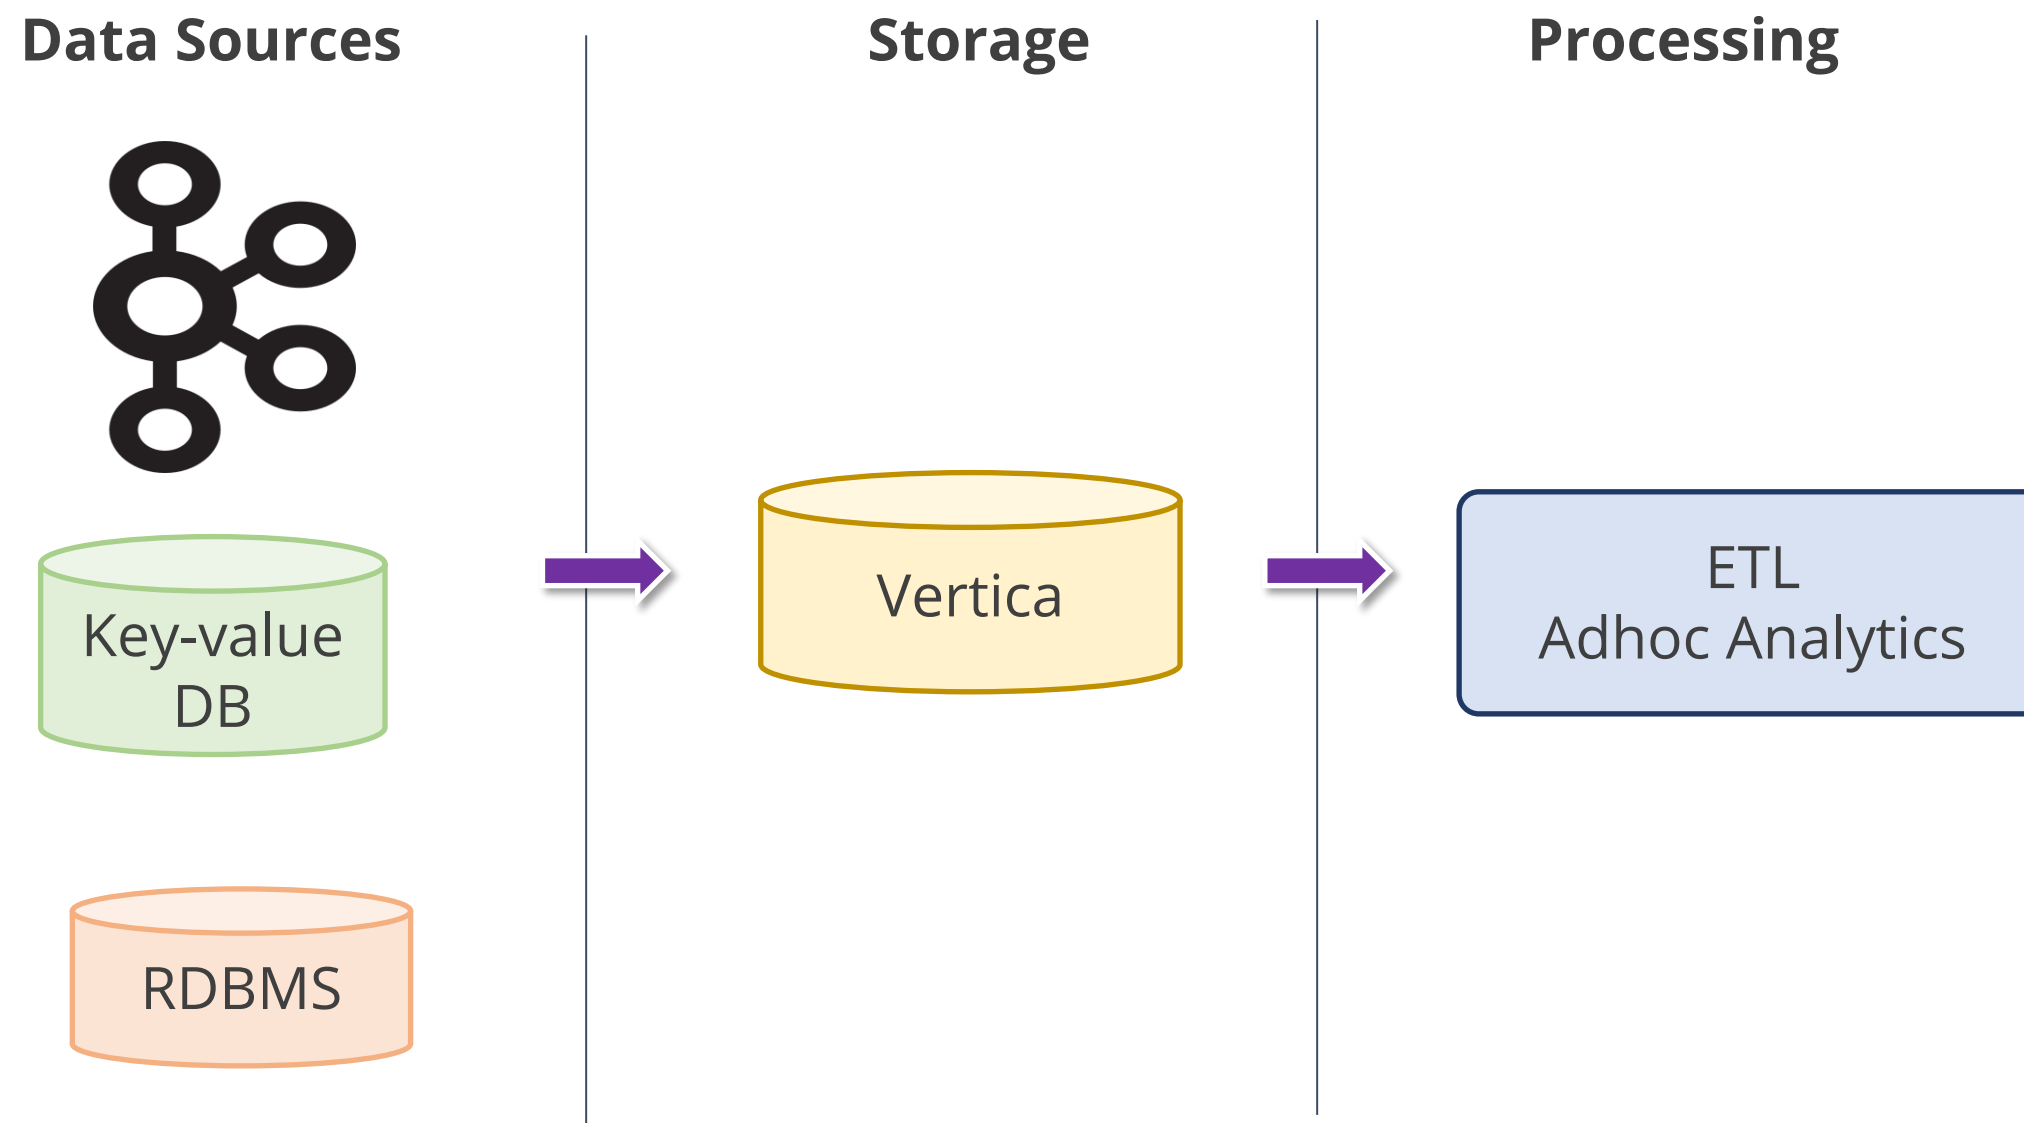 Data Sources
Storage
Processing
Key-value
DB
RDBMS
Vertica
ETL
Adhoc Analytics